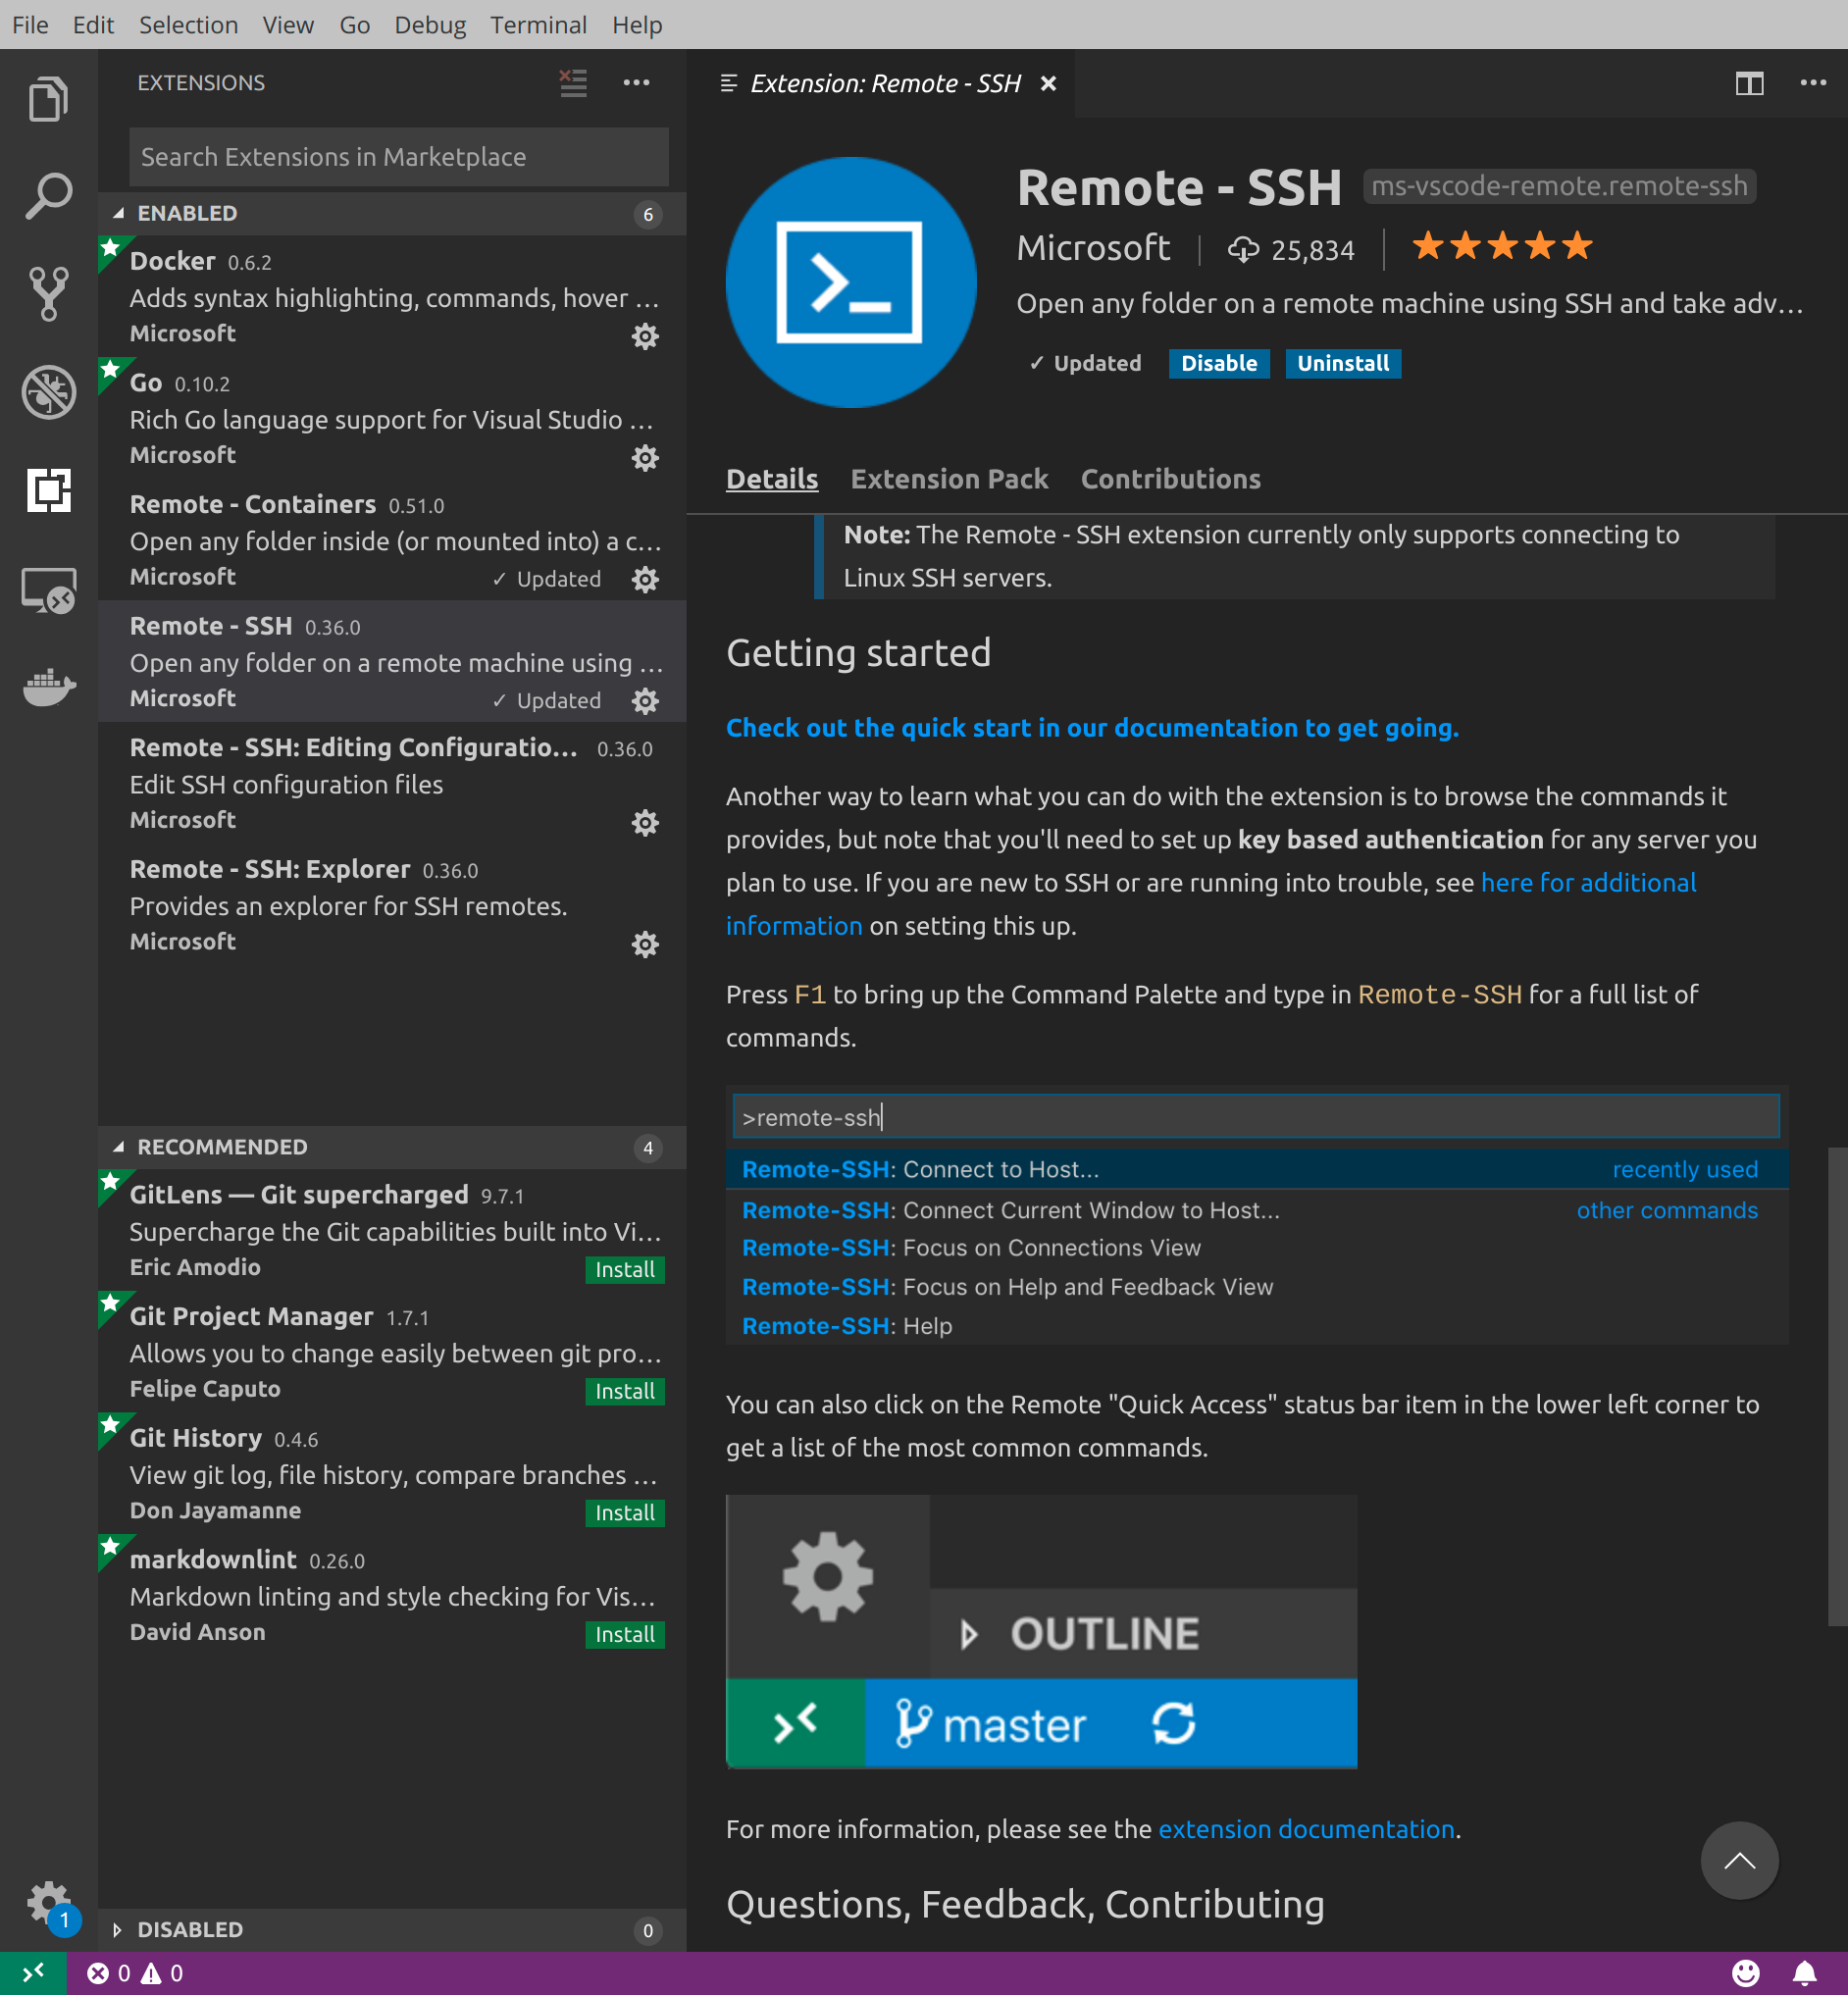 File Edit Selection View Go Debug Terminal Help
EXTENSIONS
Search Extensions in Marketplace
ENABLED 6
Docker 0.6.2
Adds syntax highlighting, commands, hover ...
Microsoft
Go 0.10.2
Rich Go language support for Visual Studio ...
Microsoft
Remote - Containers 0.51.0
Open any folder inside (or mounted into) a c...
Microsoft ✓ Updated
Remote - SSH 0.36.0
Open any folder on a remote machine using ...
Microsoft ✓ Updated
Remote - SSH: Editing Configuratio... 0.36.0
Edit SSH configuration files
Microsoft
Remote - SSH: Explorer 0.36.0
Provides an explorer for SSH remotes.
Microsoft
RECOMMENDED 4
GitLens — Git supercharged 9.7.1
Supercharge the Git capabilities built into Vi...
Eric Amodio Install
Git Project Manager 1.7.1
Allows you to change easily between git pro...
Felipe Caputo Install
Git History 0.4.6
View git log, file history, compare branches ...
Don Jayamanne Install
markdownlint 0.26.0
Markdown linting and style checking for Vis...
David Anson Install
1
DISABLED 0
Extension: Remote - SSH
Remote - SSH ms-vscode-remote.remote-ssh
Microsoft 25,834
Open any folder on a remote machine using SSH and take adv...
✓ Updated Disable Uninstall
Details Extension Pack Contributions
Note: The Remote - SSH extension currently only supports connecting to
Linux SSH servers.
Getting started
Check out the quick start in our documentation to get going.
Another way to learn what you can do with the extension is to browse the commands it
provides, but note that you'll need to set up key based authentication for any server you
plan to use. If you are new to SSH or are running into trouble, see here for additional
information on setting this up.
Press F1 to bring up the Command Palette and type in Remote-SSH for a full list of
commands.
>remote-ssh
Remote-SSH: Connect to Host... recently used
Remote-SSH: Connect Current Window to Host... other commands
Remote-SSH: Focus on Connections View
Remote-SSH: Focus on Help and Feedback View
Remote-SSH: Help
You can also click on the Remote "Quick Access" status bar item in the lower left corner to
get a list of the most common commands.
OUTLINE
master
For more information, please see the extension documentation.
Questions, Feedback, Contributing
0 0